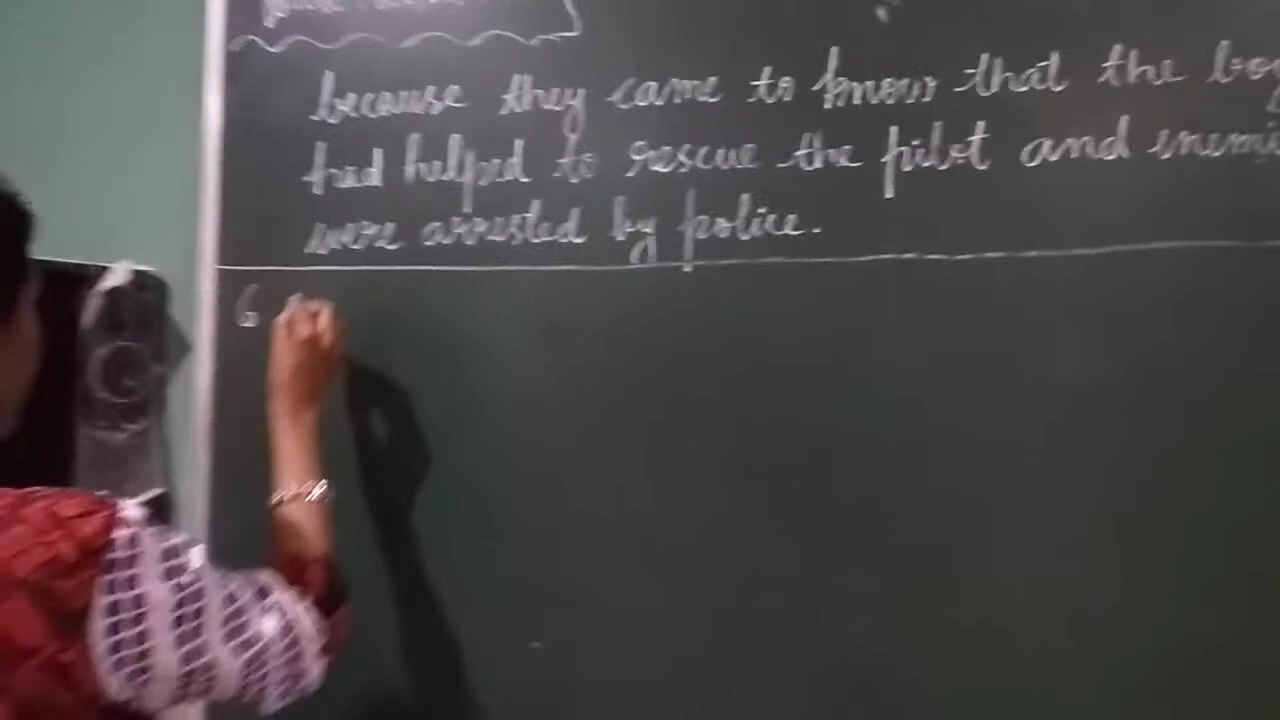 because they came to know that the boy
had helped to rescue the pilot and enemi
were arrested by police.
6